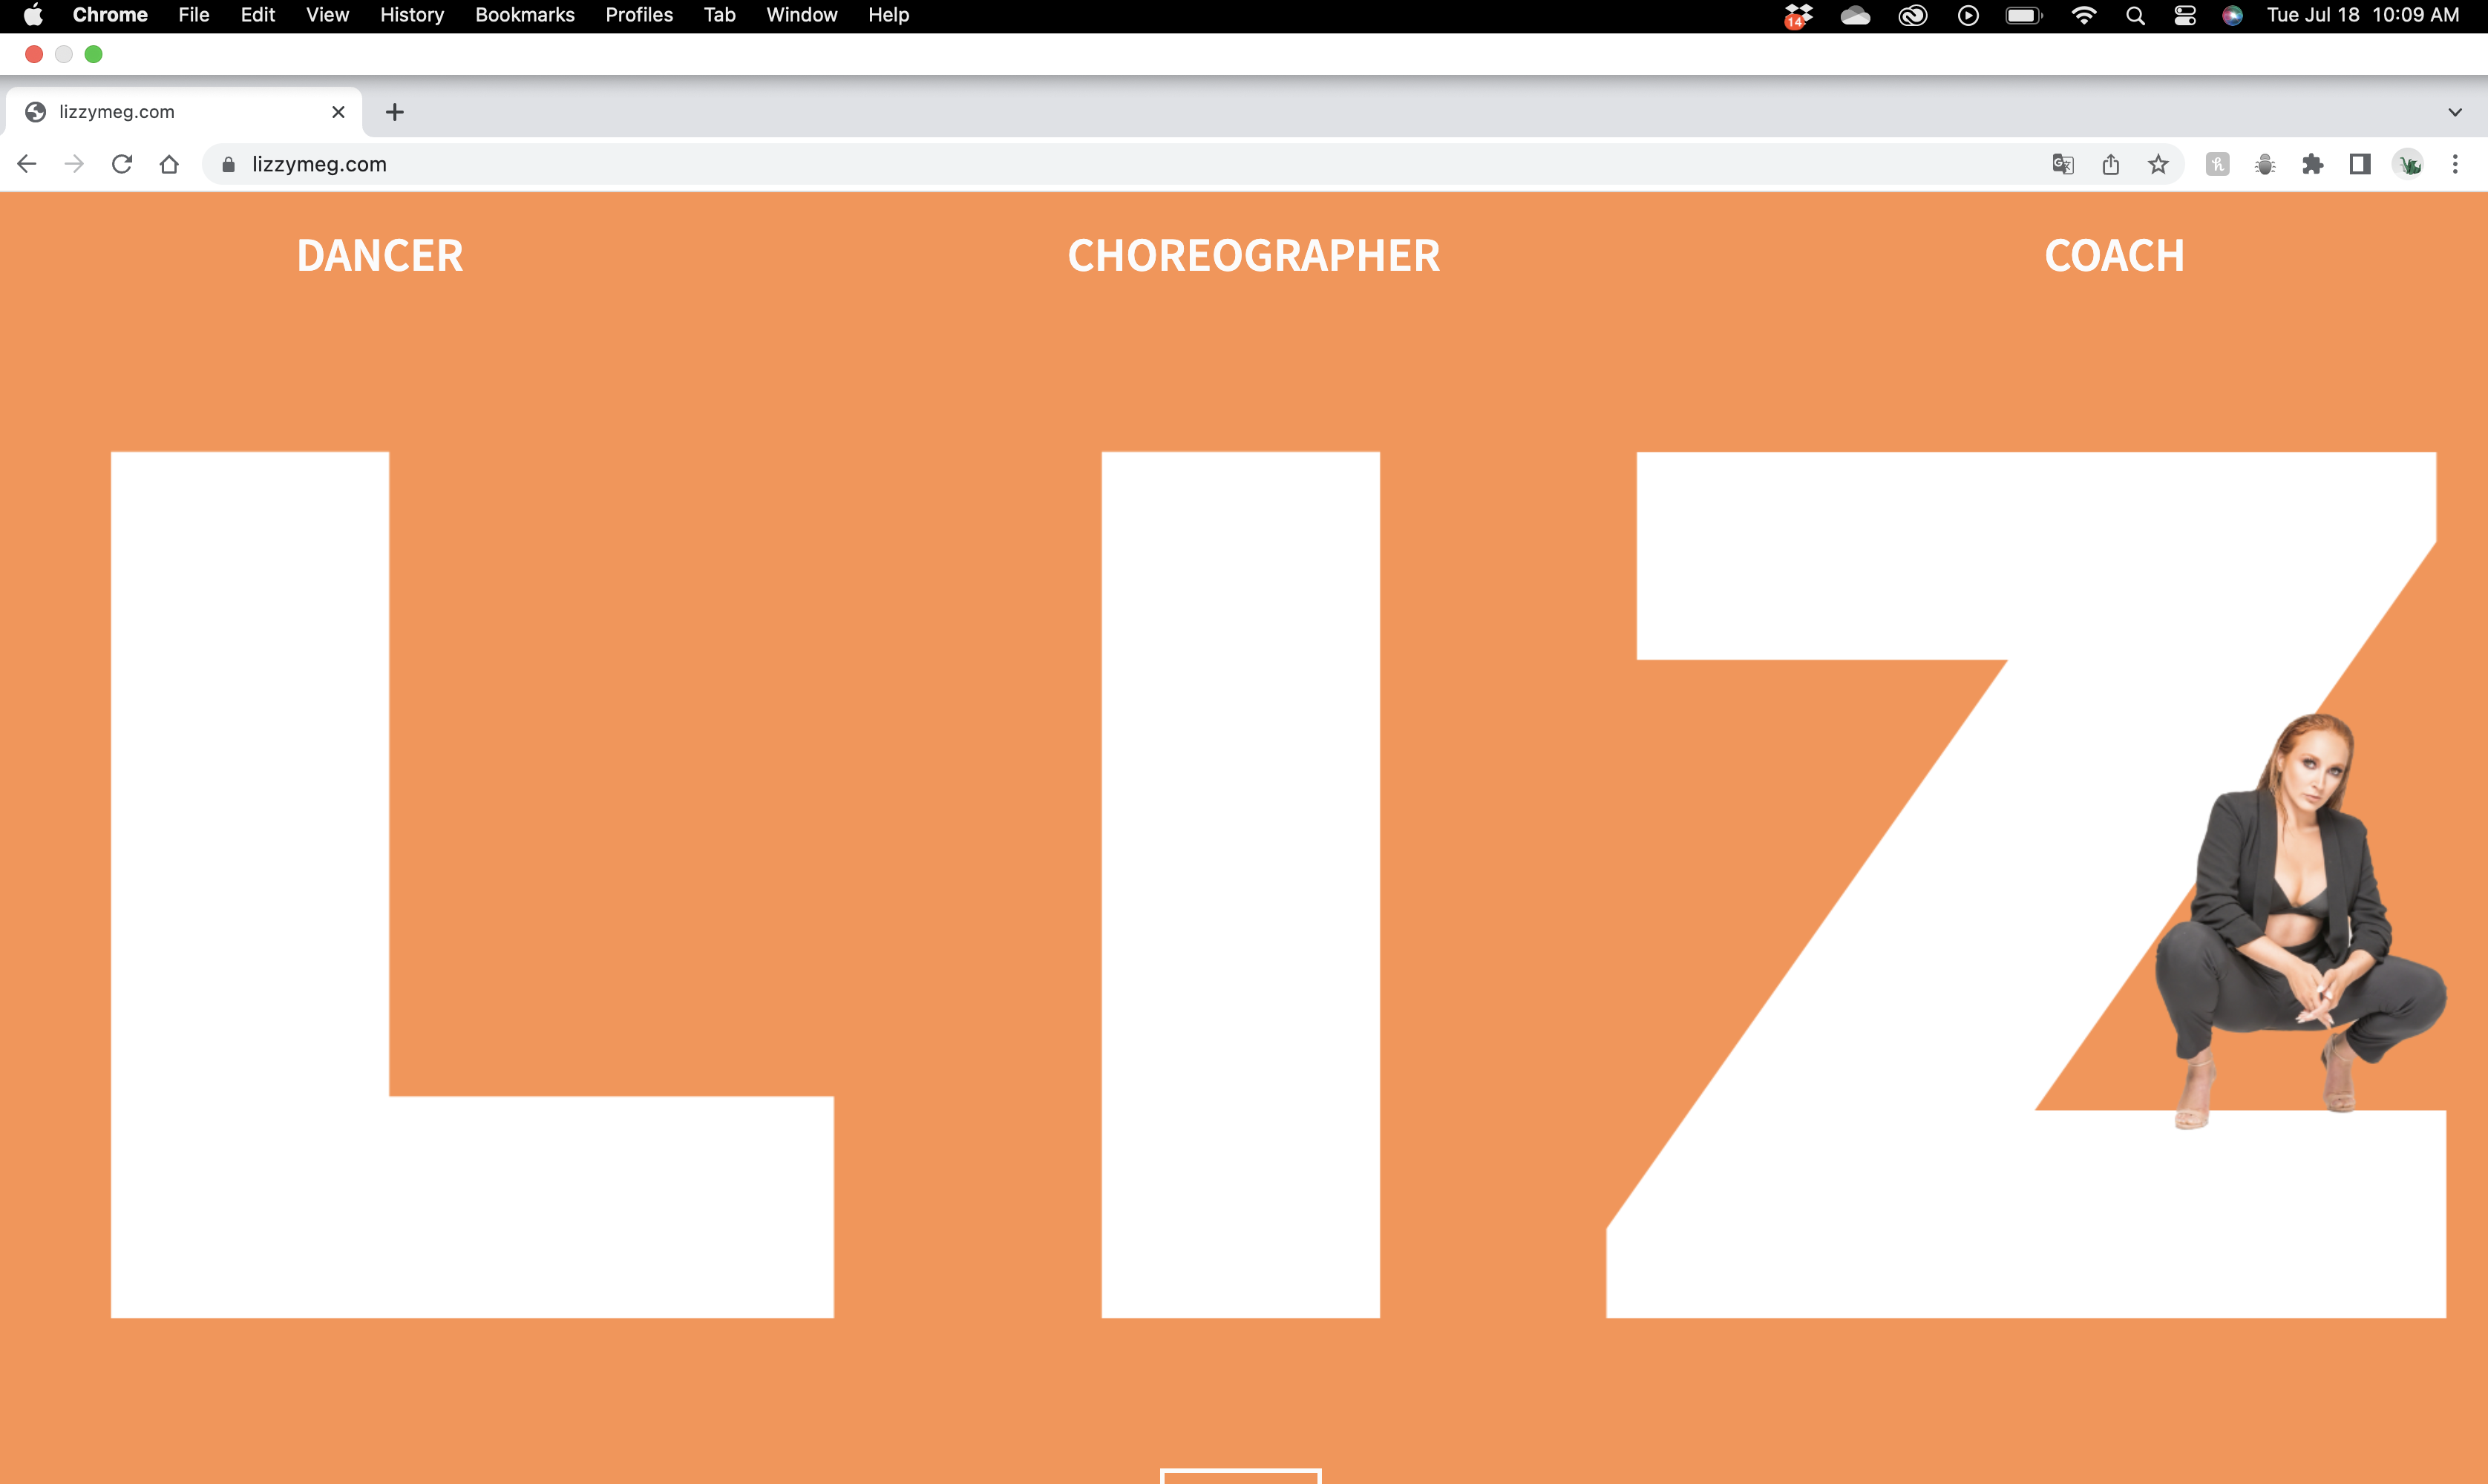 Chrome File Edit View History Bookmarks Profiles Tab Window Help 14 Tue Jul 18 10:09 AM
lizzymeg.com
lizzymeg.com
DANCER CHOREOGRAPHER COACH
LIZ